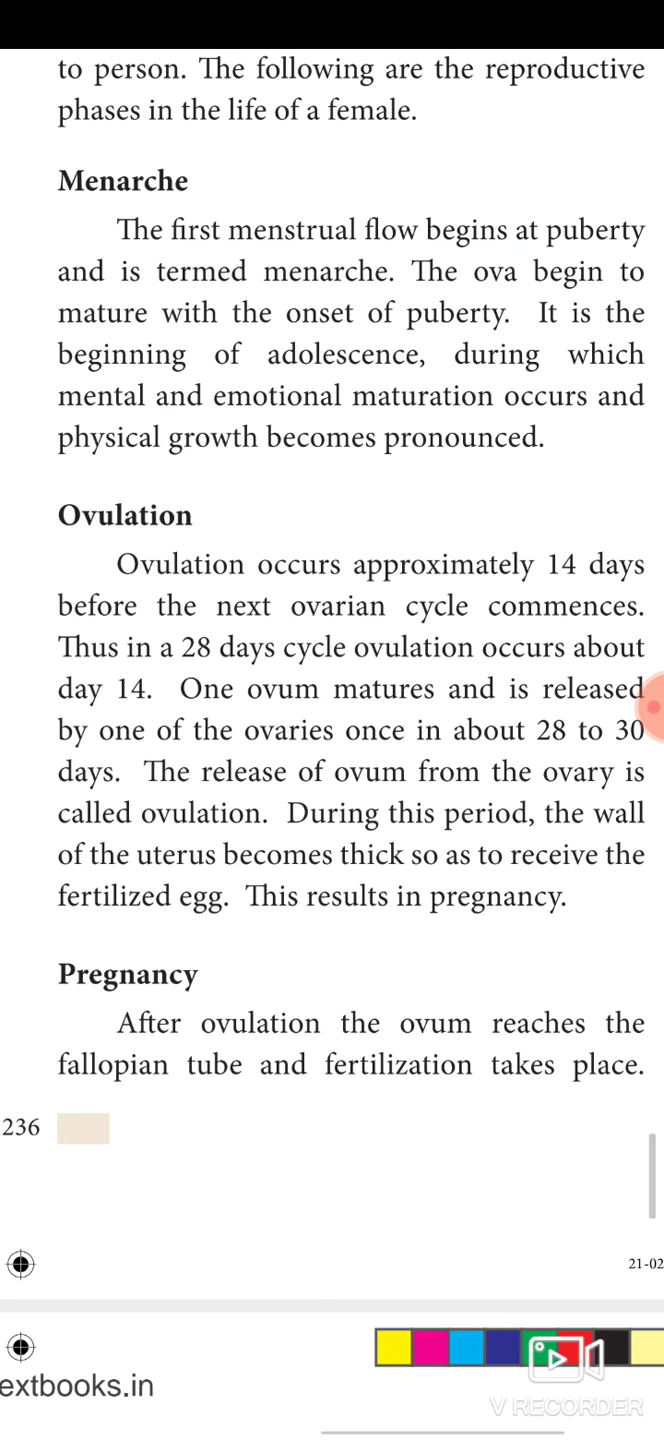 to person. The following are the reproductive
phases in the life of a female.
Menarche
The first menstrual flow begins at puberty
and is termed menarche. The ova begin to
mature with the onset of puberty. It is the
beginning of adolescence, during which
mental and emotional maturation occurs and
physical growth becomes pronounced.
Ovulation
Ovulation occurs approximately 14 days
before the next ovarian cycle commences.
Thus in a 28 days cycle ovulation occurs about
day 14. One ovum matures and is released
by one of the ovaries once in about 28 to 30
days. The release of ovum from the ovary is
called ovulation. During this period, the wall
of the uterus becomes thick so as to receive the
fertilized egg. This results in pregnancy.
Pregnancy
After ovulation the ovum reaches the
fallopian tube and fertilization takes place.
236
21-02
extbooks.in
V RECORDER